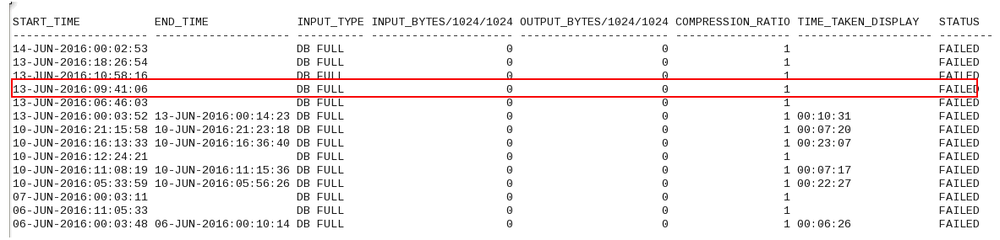 START_TIME           END_TIME             INPUT_TYPE INPUT_BYTES/1024/1024 OUTPUT_BYTES/1024/1024 COMPRESSION_RATIO TIME_TAKEN_DISPLAY   STATUS
-------------------- -------------------- ---------- --------------------- ---------------------- ----------------- -------------------- --------
14-JUN-2016:00:02:53                      DB FULL                        0                      0                 1                      FAILED
13-JUN-2016:18:26:54                      DB FULL                        0                      0                 1                      FAILED
13-JUN-2016:10:58:16                      DB FULL                        0                      0                 1                      FAILED
13-JUN-2016:09:41:06                      DB FULL                        0                      0                 1                      FAILED
13-JUN-2016:06:46:03                      DB FULL                        0                      0                 1                      FAILED
13-JUN-2016:00:03:52 13-JUN-2016:00:14:23 DB FULL                        0                      0                 1 00:10:31             FAILED
10-JUN-2016:21:15:58 10-JUN-2016:21:23:18 DB FULL                        0                      0                 1 00:07:20             FAILED
10-JUN-2016:16:13:33 10-JUN-2016:16:36:40 DB FULL                        0                      0                 1 00:23:07             FAILED
10-JUN-2016:12:24:21                      DB FULL                        0                      0                 1                      FAILED
10-JUN-2016:11:08:19 10-JUN-2016:11:15:36 DB FULL                        0                      0                 1 00:07:17             FAILED
10-JUN-2016:05:33:59 10-JUN-2016:05:56:26 DB FULL                        0                      0                 1 00:22:27             FAILED
07-JUN-2016:00:03:11                      DB FULL                        0                      0                 1                      FAILED
06-JUN-2016:11:05:33                      DB FULL                        0                      0                 1                      FAILED
06-JUN-2016:00:03:48 06-JUN-2016:00:10:14 DB FULL                        0                      0                 1 00:06:26             FAILED